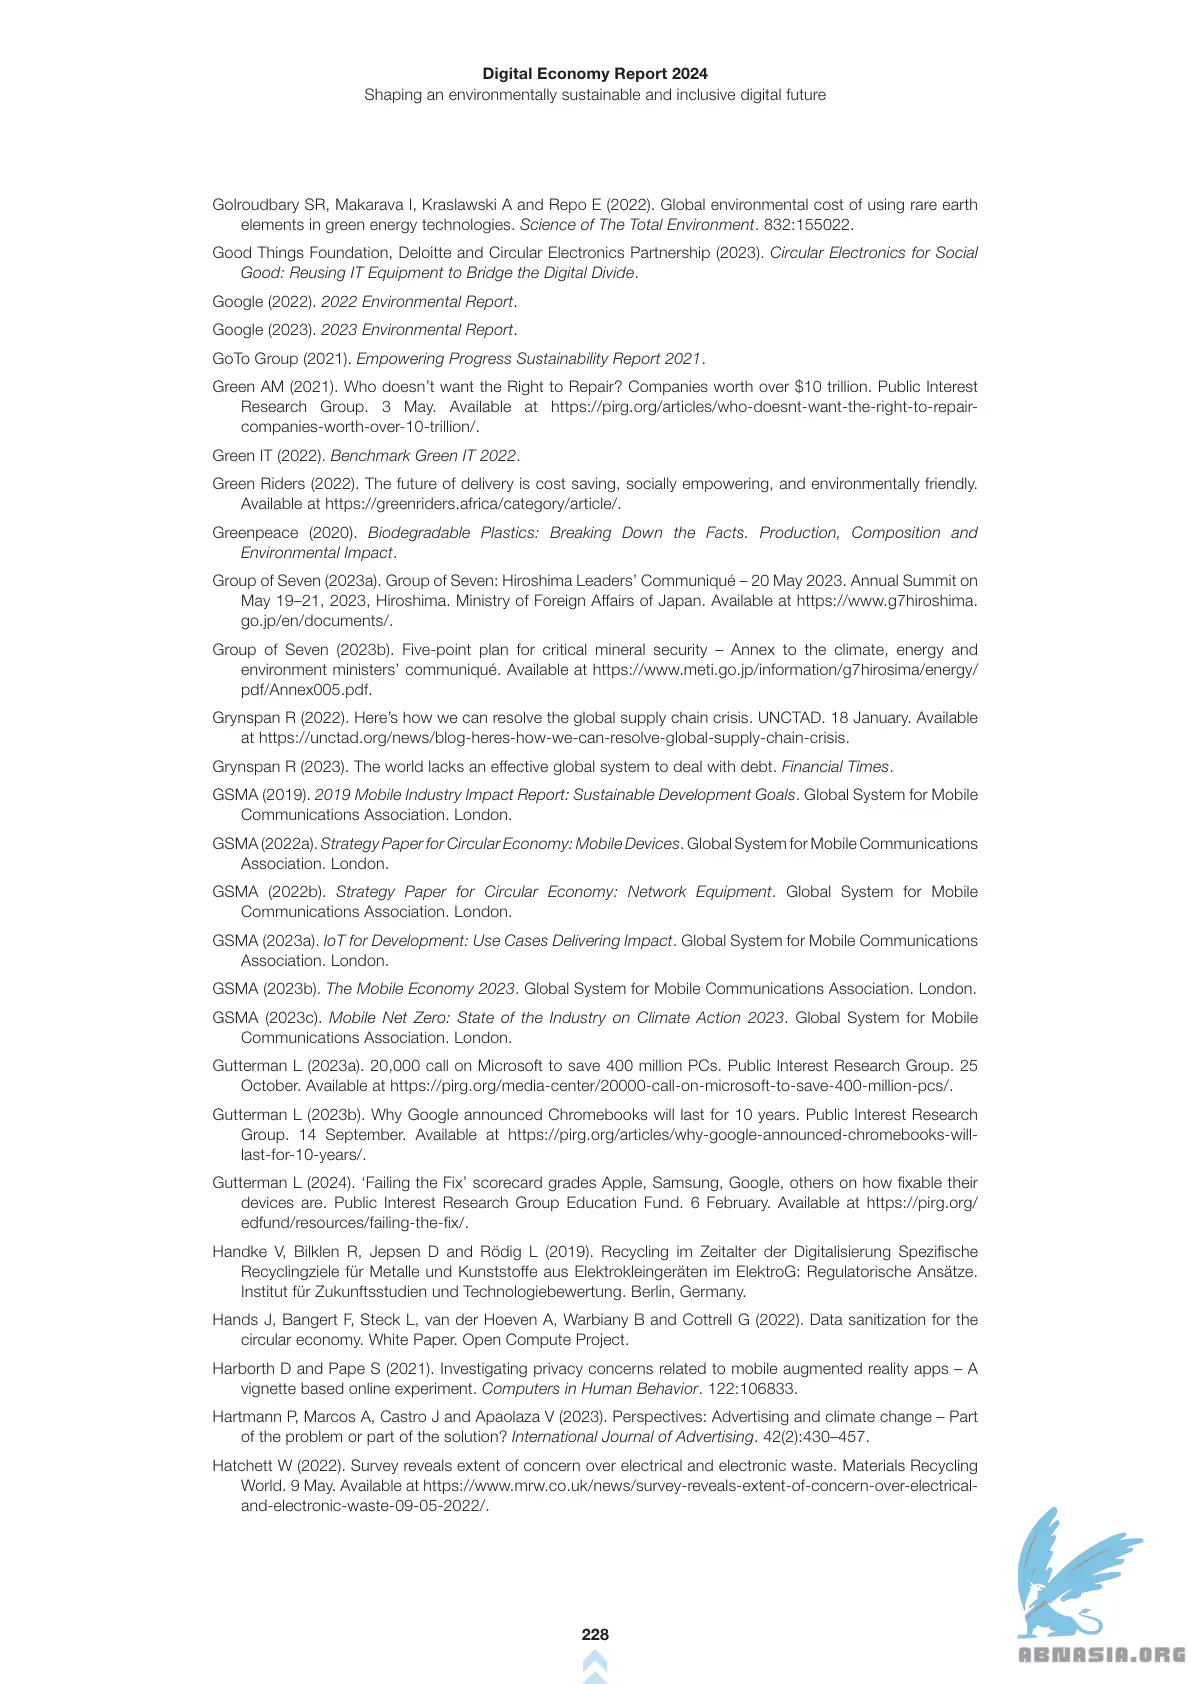 Digital Economy Report 2024
Shaping an environmentally sustainable and inclusive digital future
Golroudbary SR, Makarava I, Kraslawski A and Repo E (2022). Global environmental cost of using rare earth
elements in green energy technologies. Science of The Total Environment. 832:155022.
Good Things Foundation, Deloitte and Circular Electronics Partnership (2023). Circular Electronics for Social
Good: Reusing IT Equipment to Bridge the Digital Divide.
Google (2022). 2022 Environmental Report.
Google (2023). 2023 Environmental Report.
GoTo Group (2021). Empowering Progress Sustainability Report 2021.
Green AM (2021). Who doesn’t want the Right to Repair? Companies worth over $10 trillion. Public Interest
Research Group. 3 May. Available at https://pirg.org/articles/who-doesnt-want-the-right-to-repair-
companies-worth-over-10-trillion/.
Green IT (2022). Benchmark Green IT 2022.
Green Riders (2022). The future of delivery is cost saving, socially empowering, and environmentally friendly.
Available at https://greenriders.africa/category/article/.
Greenpeace (2020). Biodegradable Plastics: Breaking Down the Facts. Production, Composition and
Environmental Impact.
Group of Seven (2023a). Group of Seven: Hiroshima Leaders’ Communiqué – 20 May 2023. Annual Summit on
May 19–21, 2023, Hiroshima. Ministry of Foreign Affairs of Japan. Available at https://www.g7hiroshima.
go.jp/en/documents/.
Group of Seven (2023b). Five-point plan for critical mineral security – Annex to the climate, energy and
environment ministers’ communiqué. Available at https://www.meti.go.jp/information/g7hirosima/energy/
pdf/Annex005.pdf.
Grynspan R (2022). Here’s how we can resolve the global supply chain crisis. UNCTAD. 18 January. Available
at https://unctad.org/news/blog-heres-how-we-can-resolve-global-supply-chain-crisis.
Grynspan R (2023). The world lacks an effective global system to deal with debt. Financial Times.
GSMA (2019). 2019 Mobile Industry Impact Report: Sustainable Development Goals. Global System for Mobile
Communications Association. London.
GSMA (2022a). Strategy Paper for Circular Economy: Mobile Devices. Global System for Mobile Communications
Association. London.
GSMA (2022b). Strategy Paper for Circular Economy: Network Equipment. Global System for Mobile
Communications Association. London.
GSMA (2023a). IoT for Development: Use Cases Delivering Impact. Global System for Mobile Communications
Association. London.
GSMA (2023b). The Mobile Economy 2023. Global System for Mobile Communications Association. London.
GSMA (2023c). Mobile Net Zero: State of the Industry on Climate Action 2023. Global System for Mobile
Communications Association. London.
Gutterman L (2023a). 20,000 call on Microsoft to save 400 million PCs. Public Interest Research Group. 25
October. Available at https://pirg.org/media-center/20000-call-on-microsoft-to-save-400-million-pcs/.
Gutterman L (2023b). Why Google announced Chromebooks will last for 10 years. Public Interest Research
Group. 14 September. Available at https://pirg.org/articles/why-google-announced-chromebooks-will-
last-for-10-years/.
Gutterman L (2024). ‘Failing the Fix’ scorecard grades Apple, Samsung, Google, others on how fixable their
devices are. Public Interest Research Group Education Fund. 6 February. Available at https://pirg.org/
edfund/resources/failing-the-fix/.
Handke V, Bilklen R, Jepsen D and Rödig L (2019). Recycling im Zeitalter der Digitalisierung Spezifische
Recyclingziele für Metalle und Kunststoffe aus Elektrokleingeräten im ElektroG: Regulatorische Ansätze.
Institut für Zukunftsstudien und Technologiebewertung. Berlin, Germany.
Hands J, Bangert F, Steck L, van der Hoeven A, Warbiany B and Cottrell G (2022). Data sanitization for the
circular economy. White Paper. Open Compute Project.
Harborth D and Pape S (2021). Investigating privacy concerns related to mobile augmented reality apps – A
vignette based online experiment. Computers in Human Behavior. 122:106833.
Hartmann P, Marcos A, Castro J and Apaolaza V (2023). Perspectives: Advertising and climate change – Part
of the problem or part of the solution? International Journal of Advertising. 42(2):430–457.
Hatchett W (2022). Survey reveals extent of concern over electrical and electronic waste. Materials Recycling
World. 9 May. Available at https://www.mrw.co.uk/news/survey-reveals-extent-of-concern-over-electrical-
and-electronic-waste-09-05-2022/.
228
ABNASIA.ORG